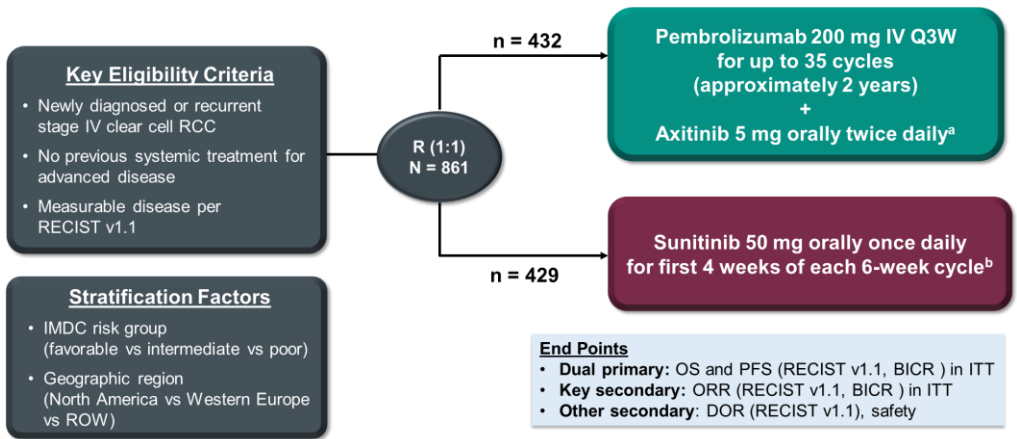 Key Eligibility Criteria
• Newly diagnosed or recurrent
stage IV clear cell RCC
• No previous systemic treatment for
advanced disease
• Measurable disease per
RECIST v1.1
Stratification Factors
• IMDC risk group
(favorable vs intermediate vs poor)
• Geographic region
(North America vs Western Europe
vs ROW)
R (1:1)
N = 861
n = 432
Pembrolizumab 200 mg IV Q3W
for up to 35 cycles
(approximately 2 years)
+
Axitinib 5 mg orally twice dailyᵃ
n = 429
Sunitinib 50 mg orally once daily
for first 4 weeks of each 6-week cycleᵇ
End Points
• Dual primary: OS and PFS (RECIST v1.1, BICR ) in ITT
• Key secondary: ORR (RECIST v1.1, BICR ) in ITT
• Other secondary: DOR (RECIST v1.1), safety